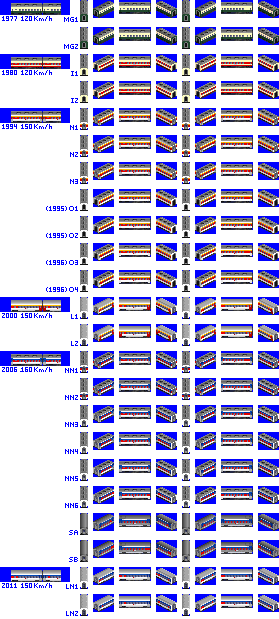 1977 120 Km/h MG1
MG2
1980 120 Km/h I1
I2
1994 150 Km/h N1
N2
N3
(1995) O1
(1995) O2
(1996) O3
(1996) O4
2000 150 Km/h L1
L2
2006 160 Km/h NN1
NN2
NN3
NN4
NN5
NN6
SA
SB
LN1
2011 150 Km/h
LN2